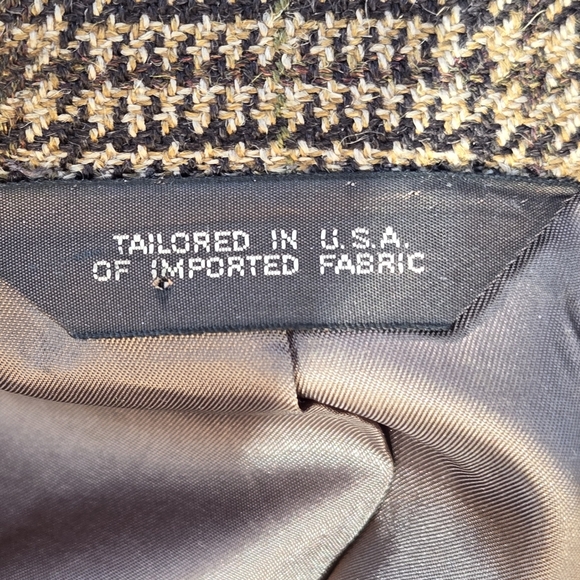 TAILORED IN U.S.A.
OF IMPORTED FABRIC